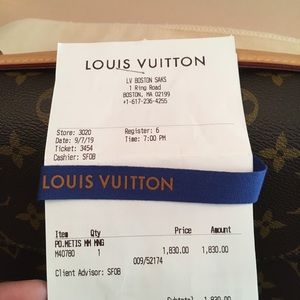 LOUIS VUITTON
LV BOSTON SAKS
1 Ring Road
BOSTON, MA 02199
+1-617-236-4255
Store: 3020 Register: 6
Date: 9/7/19 Time: 7:00 PM
Ticket: 3454
Cashier: SFOB
LOUIS VUITTON
Item Qty Price Amount
PO.METIS MM MNG
M40780 1 1,830.00 1,830.00
009/52174
Client Advisor: SFOB